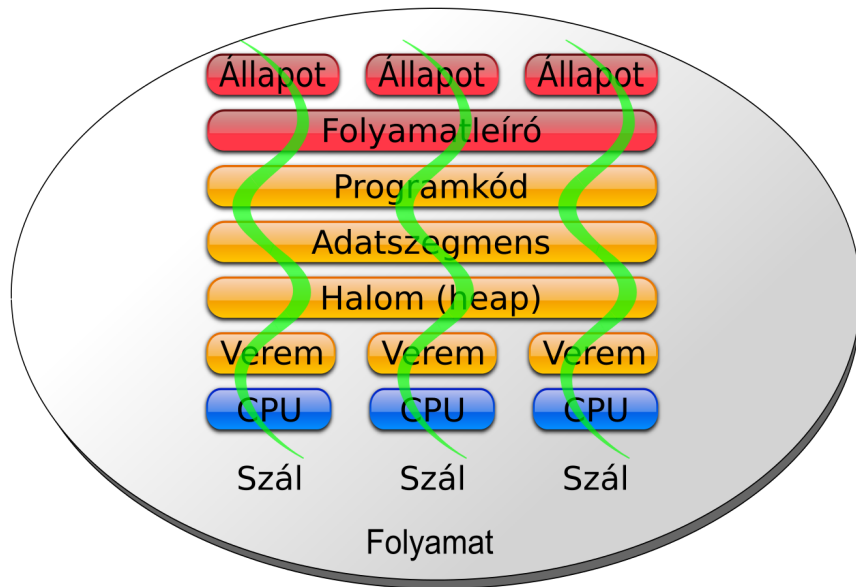 Állapot Állapot Állapot
Folyamatleíró
Programkód
Adatszegmens
Halom (heap)
Verem Verem Verem
CPU CPU CPU
Szál Szál Szál
Folyamat